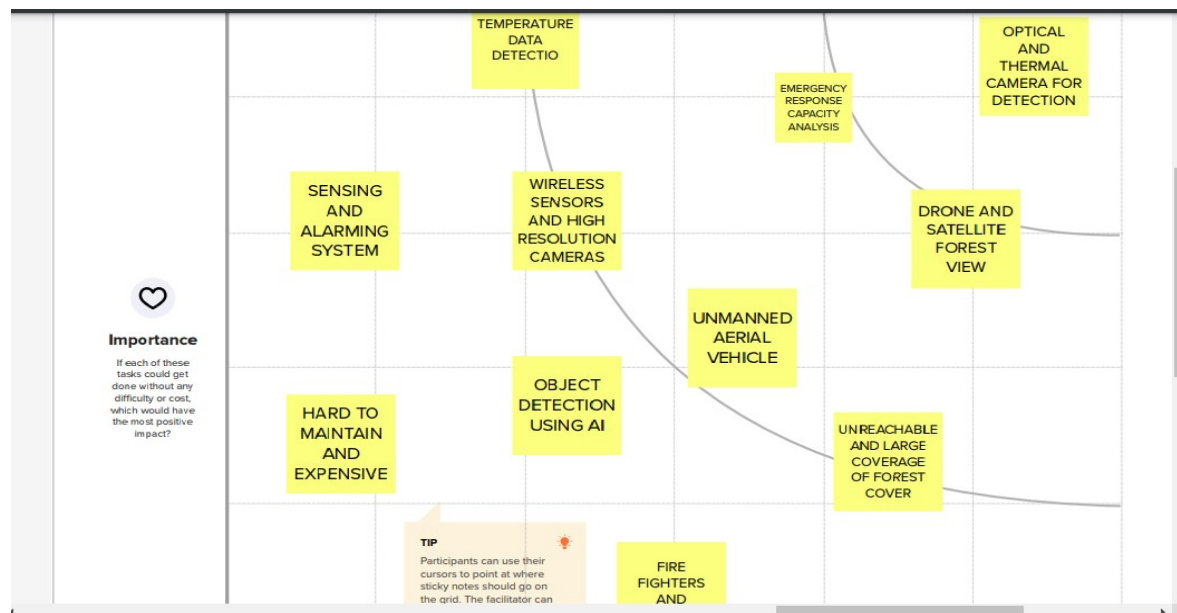 TEMPERATURE
DATA
DETECTIO
OPTICAL
AND
THERMAL
CAMERA FOR
DETECTION
EMERGENCY
RESPONSE
CAPACITY
ANALYSIS
SENSING
AND
ALARMING
SYSTEM
WIRELESS
SENSORS
AND HIGH
RESOLUTION
CAMERAS
DRONE AND
SATELLITE
FOREST
VIEW
Importance
If each of these
tasks could get
done without any
difficulty or cost,
which would have
the most positive
impact?
UNMANNED
AERIAL
VEHICLE
OBJECT
DETECTION
USING AI
HARD TO
MAINTAIN
AND
EXPENSIVE
UNREACHABLE
AND LARGE
COVERAGE
OF FOREST
COVER
TIP
Participants can use their
cursors to point at where
sticky notes should go on
the grid. The facilitator can
FIRE
FIGHTERS
AND